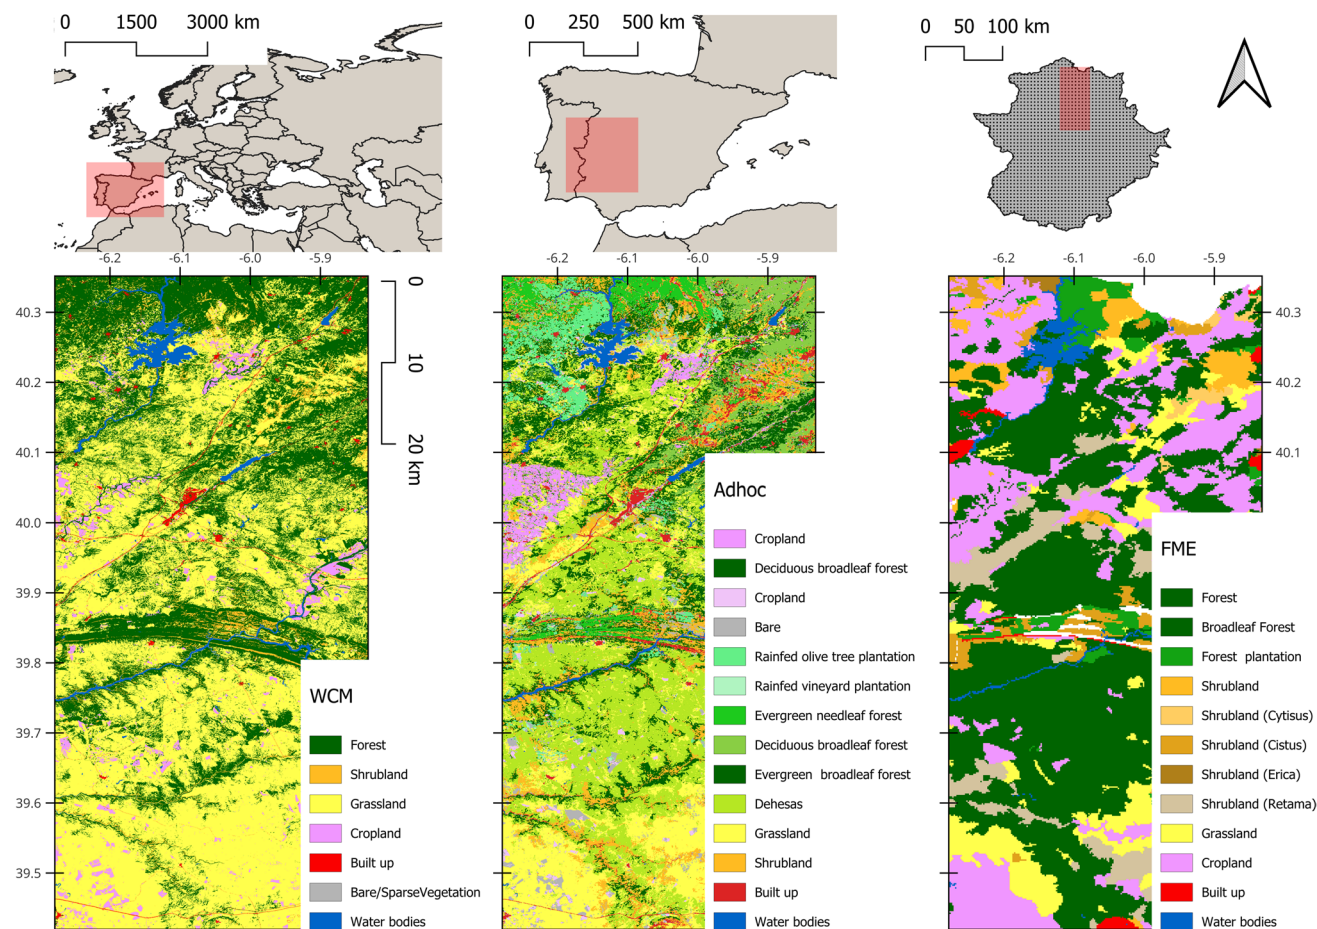 0 1500 3000 km
0 250 500 km
0 50 100 km
-6.2 -6.1 -6.0 -5.9
-6.2 -6.1 -6.0 -5.9
-6.2 -6.1 -6.0 -5.9
40.3
40.2
40.1
40.0
39.9
39.8
39.7
39.6
39.5
0
10
20 km
WCM
Forest
Shrubland
Grassland
Cropland
Built up
Bare/SparseVegetation
Water bodies
Adhoc
Cropland
Deciduous broadleaf forest
Cropland
Bare
Rainfed olive tree plantation
Rainfed vineyard plantation
Evergreen needleaf forest
Deciduous broadleaf forest
Evergreen broadleaf forest
Dehesas
Grassland
Shrubland
Built up
Water bodies
40.3
40.2
40.1
FME
Forest
Broadleaf Forest
Forest plantation
Shrubland
Shrubland (Cytisus)
Shrubland (Cistus)
Shrubland (Erica)
Shrubland (Retama)
Grassland
Cropland
Built up
Water bodies